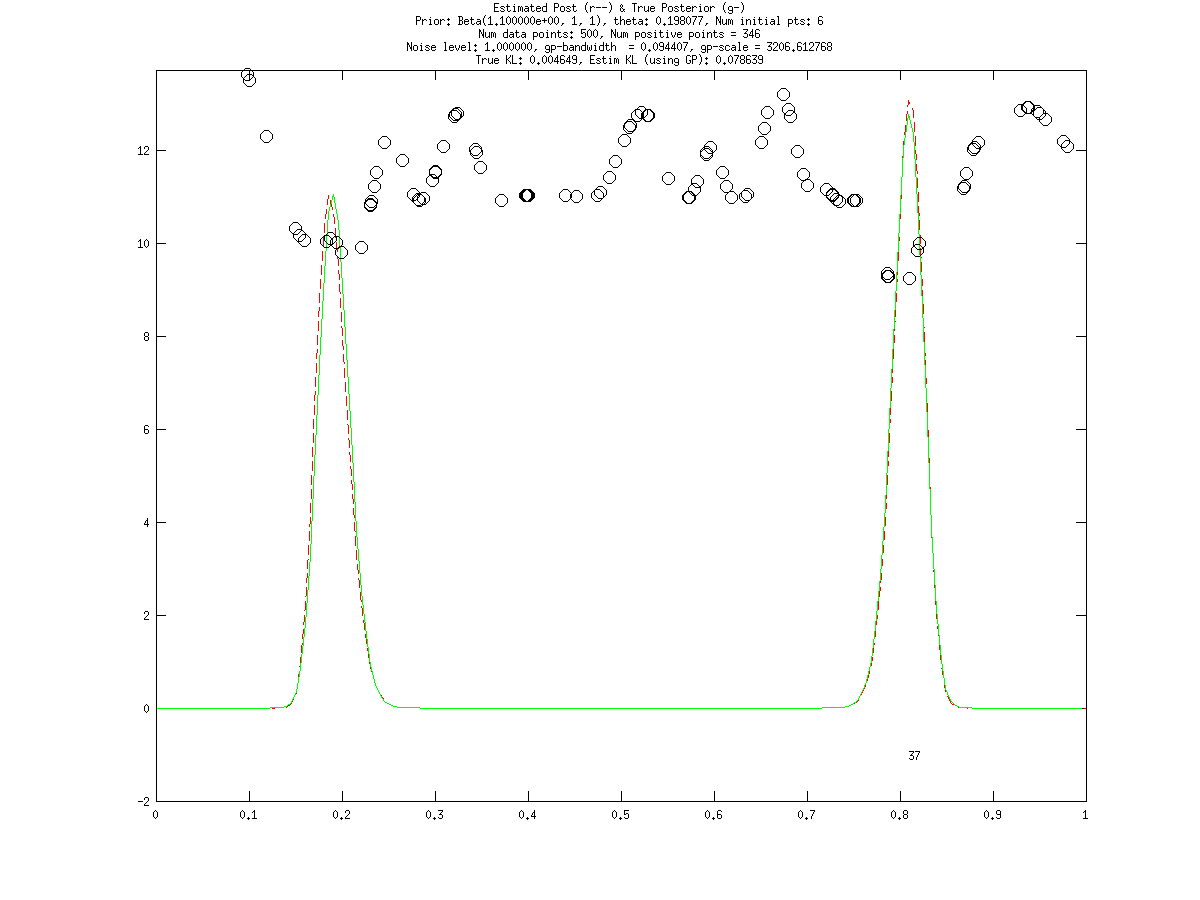 Estimated Post (r--) & True Posterior (g-)
Prior: Beta(1.100000e+00, 1, 1), theta: 0.198077, Num initial pts: 6
Num data points: 500, Num positive points = 346
Noise level: 1.000000, gp-bandwidth  = 0.094407, gp-scale = 3206.612768
True KL: 0.004649, Estim KL (using GP): 0.078639
12
10
8
6
4
2
0
37
-2
0 0.1 0.2 0.3 0.4 0.5 0.6 0.7 0.8 0.9 1